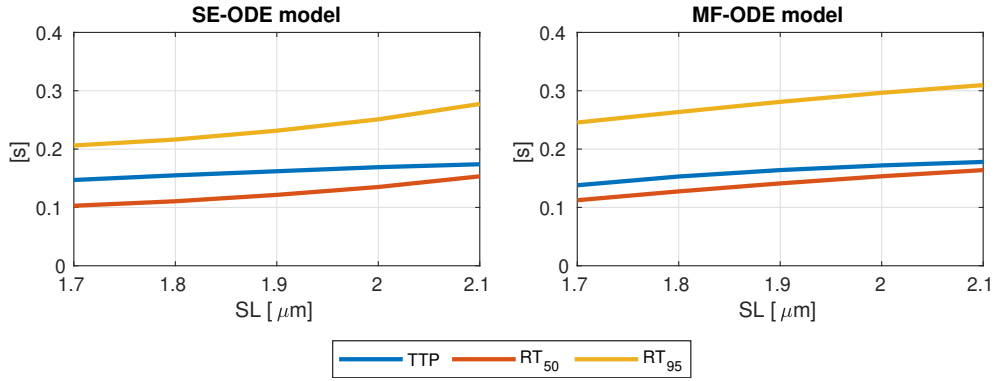 SE-ODE model
0.4
0.3
0.2
0.1
0
[s]
1.7 1.8 1.9 2 2.1
SL [ μm]
MF-ODE model
0.4
0.3
0.2
0.1
0
[s]
1.7 1.8 1.9 2 2.1
SL [ μm]
TTP RT50 RT95